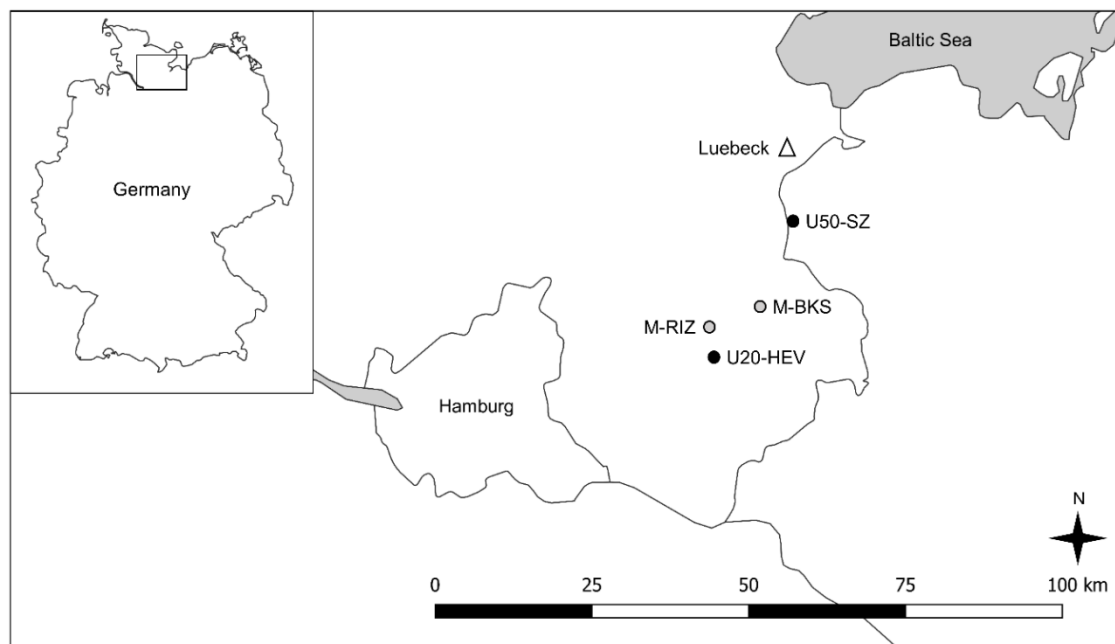 Baltic Sea
Luebeck
Germany
U50-SZ
M-BKS
M-RIZ
U20-HEV
Hamburg
N
0 25 50 75 100 km